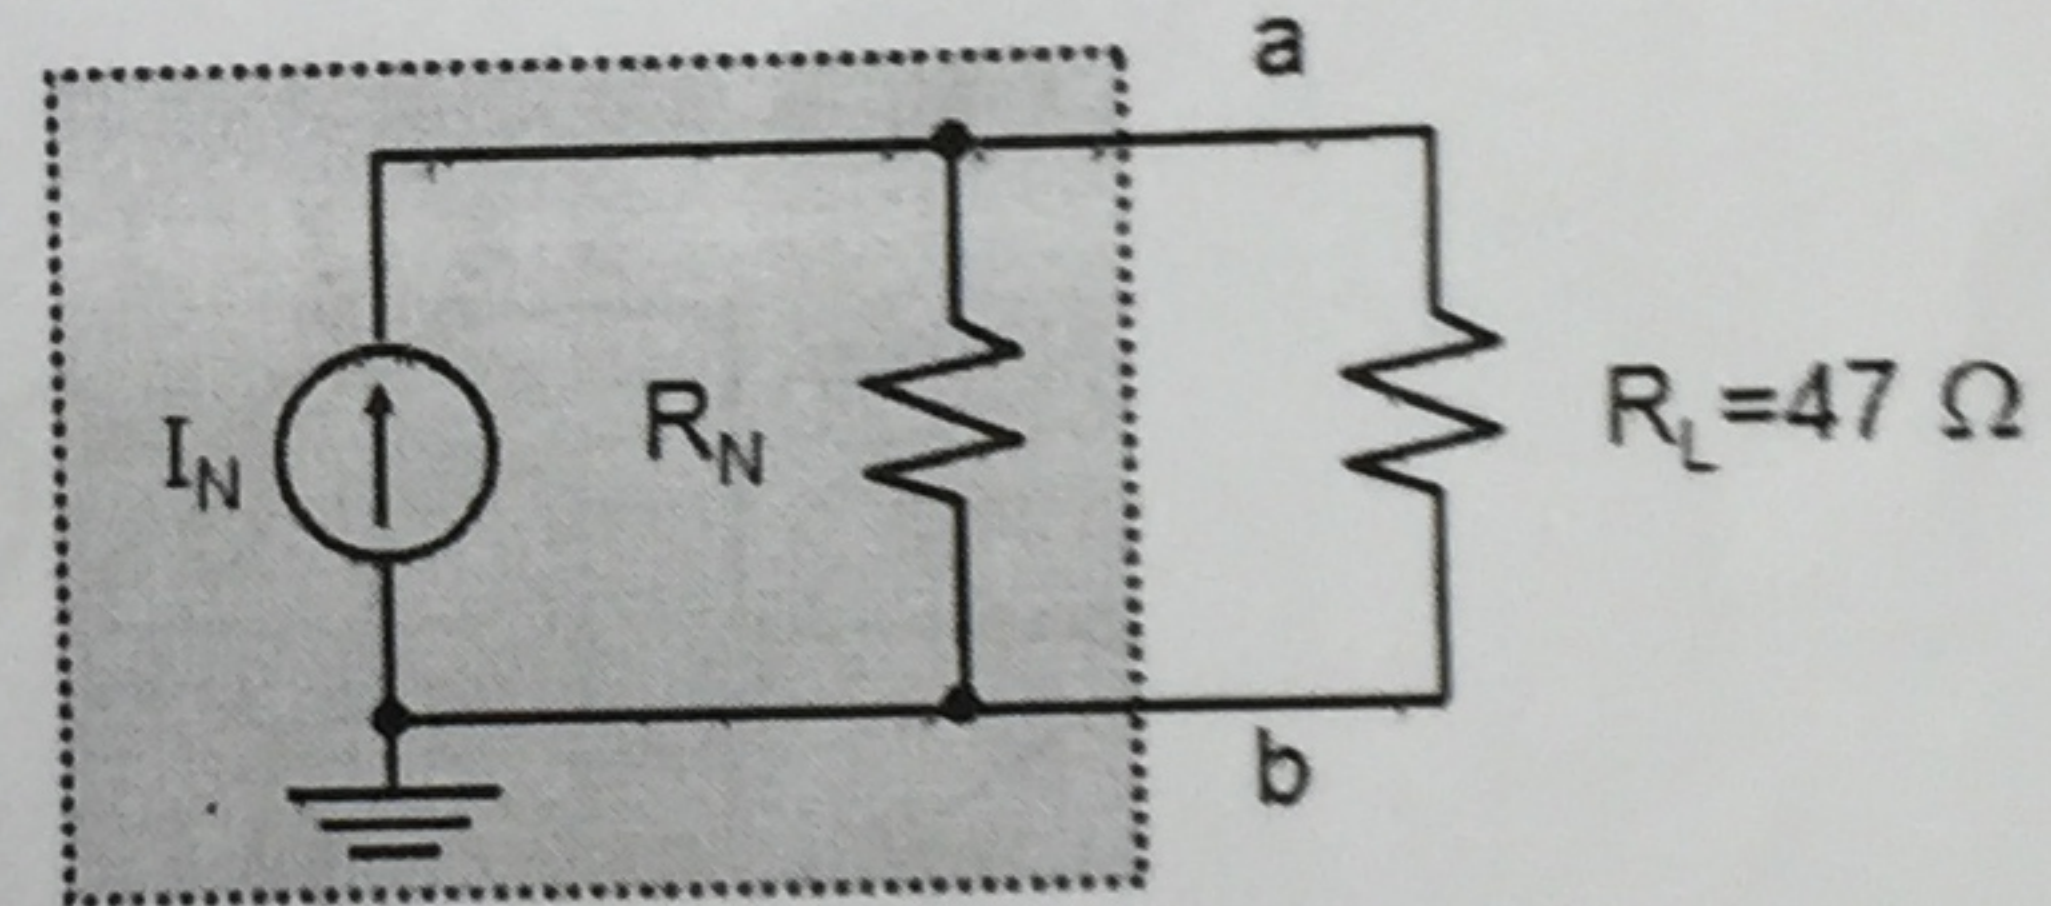 a
I_N
R_N
R_L=47 Ω
b